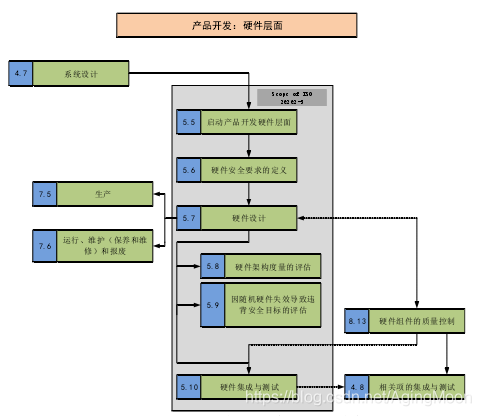 产品开发：硬件层面
4.7 系统设计
Scope of ISO
26262-5
5.5 启动产品开发硬件层面
5.6 硬件安全要求的定义
7.5 生产
5.7 硬件设计
7.6 运行、维护（保养和维
修）和报废
5.8 硬件架构度量的评估
5.9 因随机硬件失效导致违
背安全目标的评估
8.13 硬件组件的质量控制
5.10 硬件集成与测试
4.8 相关项的集成与测试
https://blog.csdn.net/AgingMoon